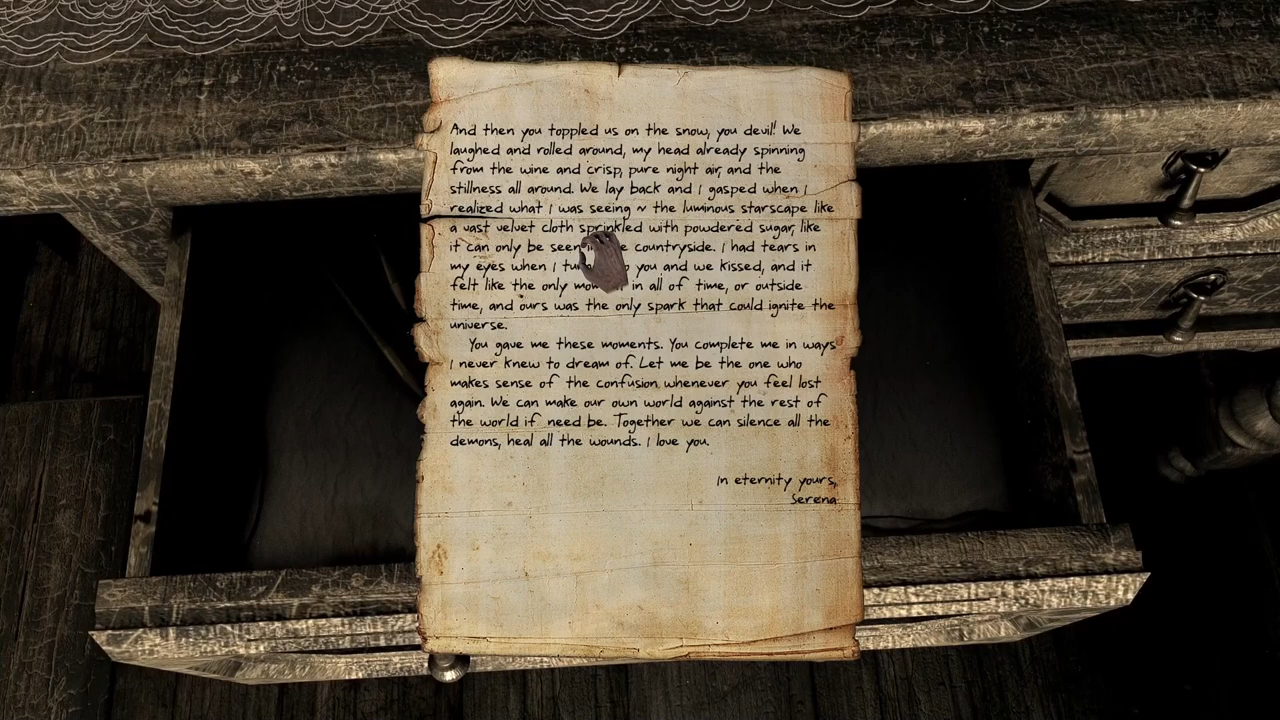 And then you toppled us on the snow, you devil! We
laughed and rolled around, my head already spinning
from the wine and crisp, pure night air, and the
stillness all around. We lay back and I gasped when I
realized what I was seeing ~ the luminous starscape like
a vast velvet cloth sprinkled with powdered sugar, like
it can only be seen countryside. I had tears in
my eyes when I you and we kissed, and it
felt like the only in all of time, or outside
time, and ours was the only spark that could ignite the
universe.
You gave me these moments. You complete me in ways
I never knew to dream of. Let me be the one who
makes sense of the confusion whenever you feel lost
again. We can make our own world against the rest of
the world if need be. Together we can silence all the
demons, heal all the wounds. I love you.
In eternity yours,
Serena